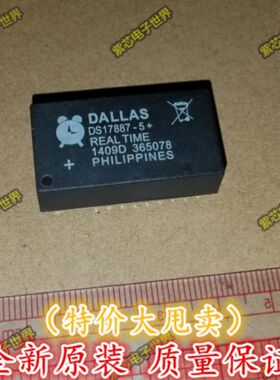 紫芯电子世界
DALLAS
DS17887-5+
REAL TIME
1409D 365078
+ PHILIPPINES
(特价大甩卖)
全新原装 质量保证